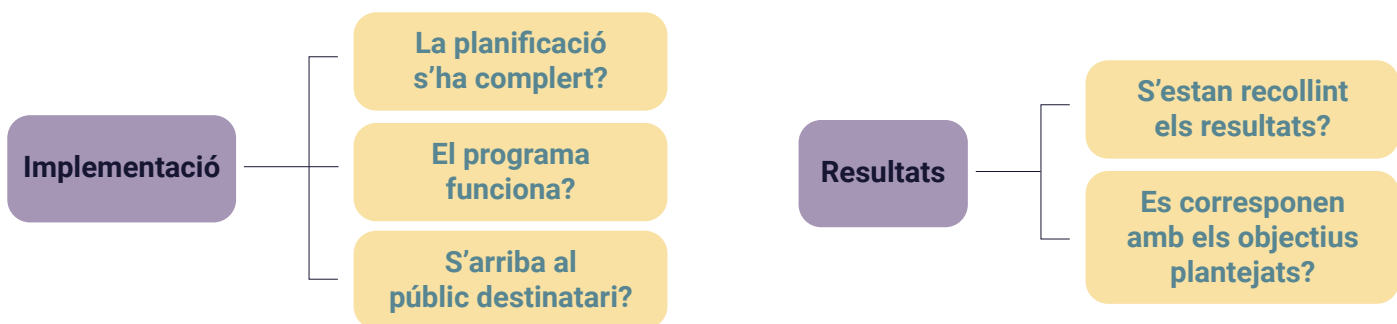 Implementació
La planificació
s’ha complert?
El programa
funciona?
S’arriba al
públic destinatari?
Resultats
S’estan recollint
els resultats?
Es corresponen
amb els objectius
plantejats?